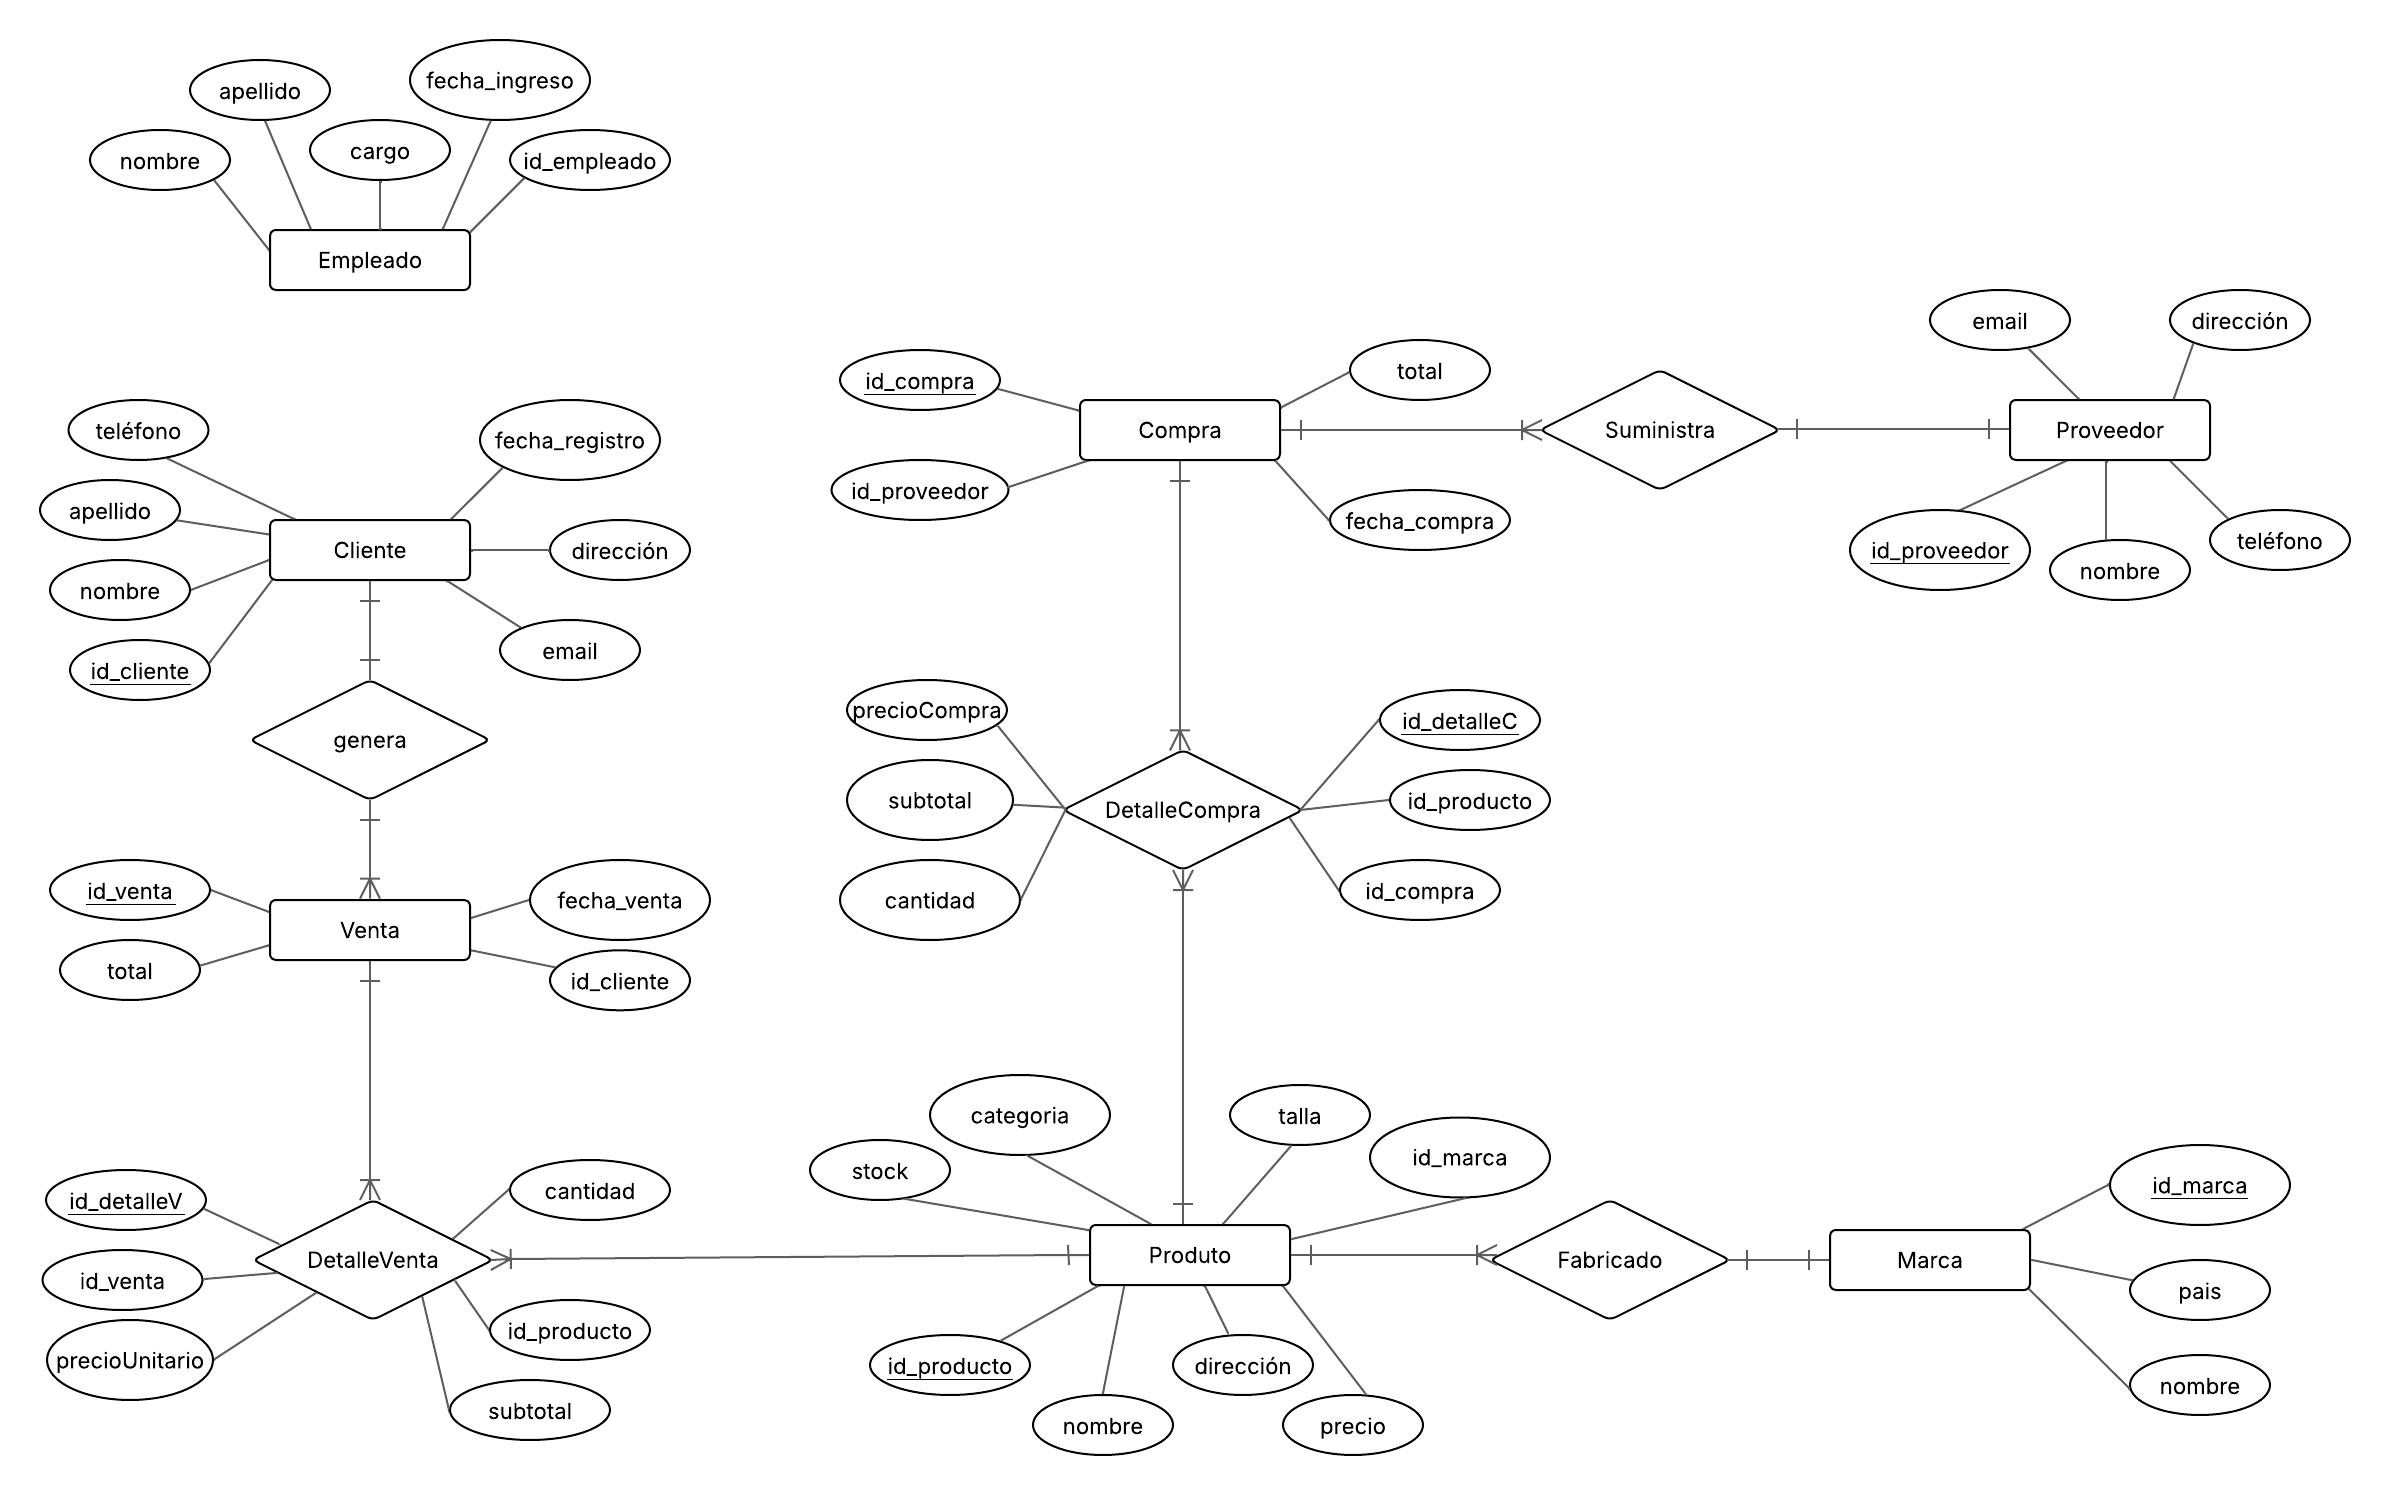 fecha_ingreso
apellido
cargo
nombre
id_empleado
Empleado
email
dirección
id_compra
total
teléfono
fecha_registro
Compra
Suministra
Proveedor
id_proveedor
apellido
fecha_compra
Cliente
dirección
id_proveedor
teléfono
nombre
nombre
email
id_cliente
precioCompra
id_detalleC
genera
subtotal
DetalleCompra
id_producto
id_venta
fecha_venta
cantidad
id_compra
Venta
total
id_cliente
categoria
talla
stock
id_marca
id_detalleV
cantidad
id_marca
DetalleVenta
Produto
Fabricado
Marca
id_venta
pais
id_producto
precioUnitario
id_producto
dirección
nombre
subtotal
nombre
precio